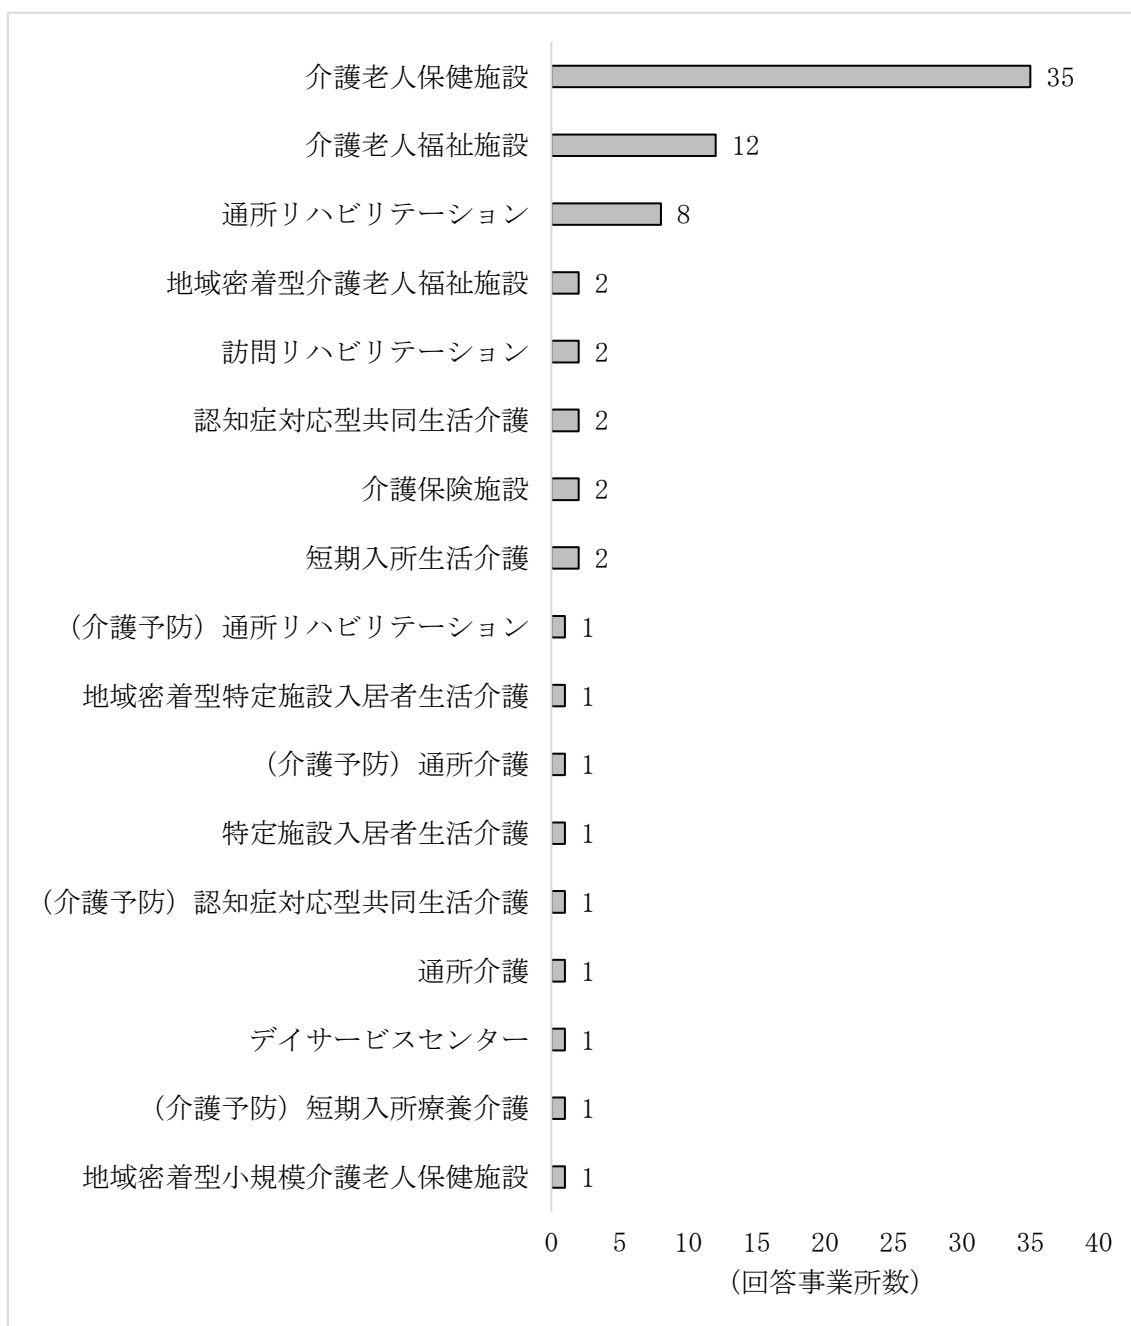 介護老人保健施設 35
介護老人福祉施設 12
通所リハビリテーション 8
地域密着型介護老人福祉施設 2
訪問リハビリテーション 2
認知症対応型共同生活介護 2
介護保険施設 2
短期入所生活介護 2
（介護予防）通所リハビリテーション 1
地域密着型特定施設入居者生活介護 1
（介護予防）通所介護 1
特定施設入居者生活介護 1
（介護予防）認知症対応型共同生活介護 1
通所介護 1
デイサービスセンター 1
（介護予防）短期入所療養介護 1
地域密着型小規模介護老人保健施設 1
0 5 10 15 20 25 30 35 40
（回答事業所数）